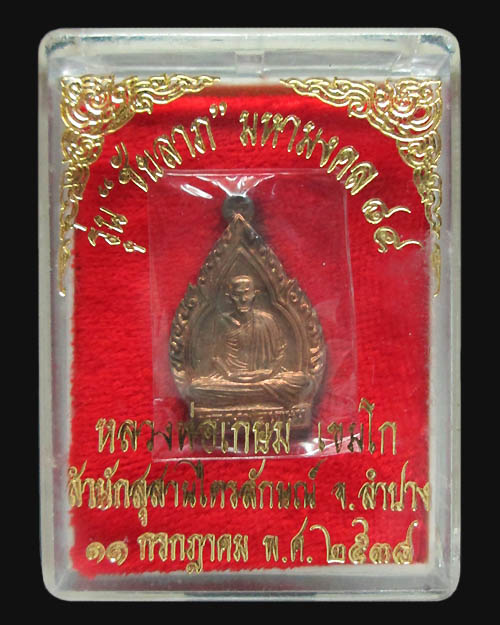 รุ่น "ชัยลาภ" มหามงคล ๘๔
หลวงพ่อเกษม เขมโก
สำนักสุสานไตรลักษณ์ จ.ลำปาง
๑๑ กรกฎาคม พ.ศ. ๒๕๓๘